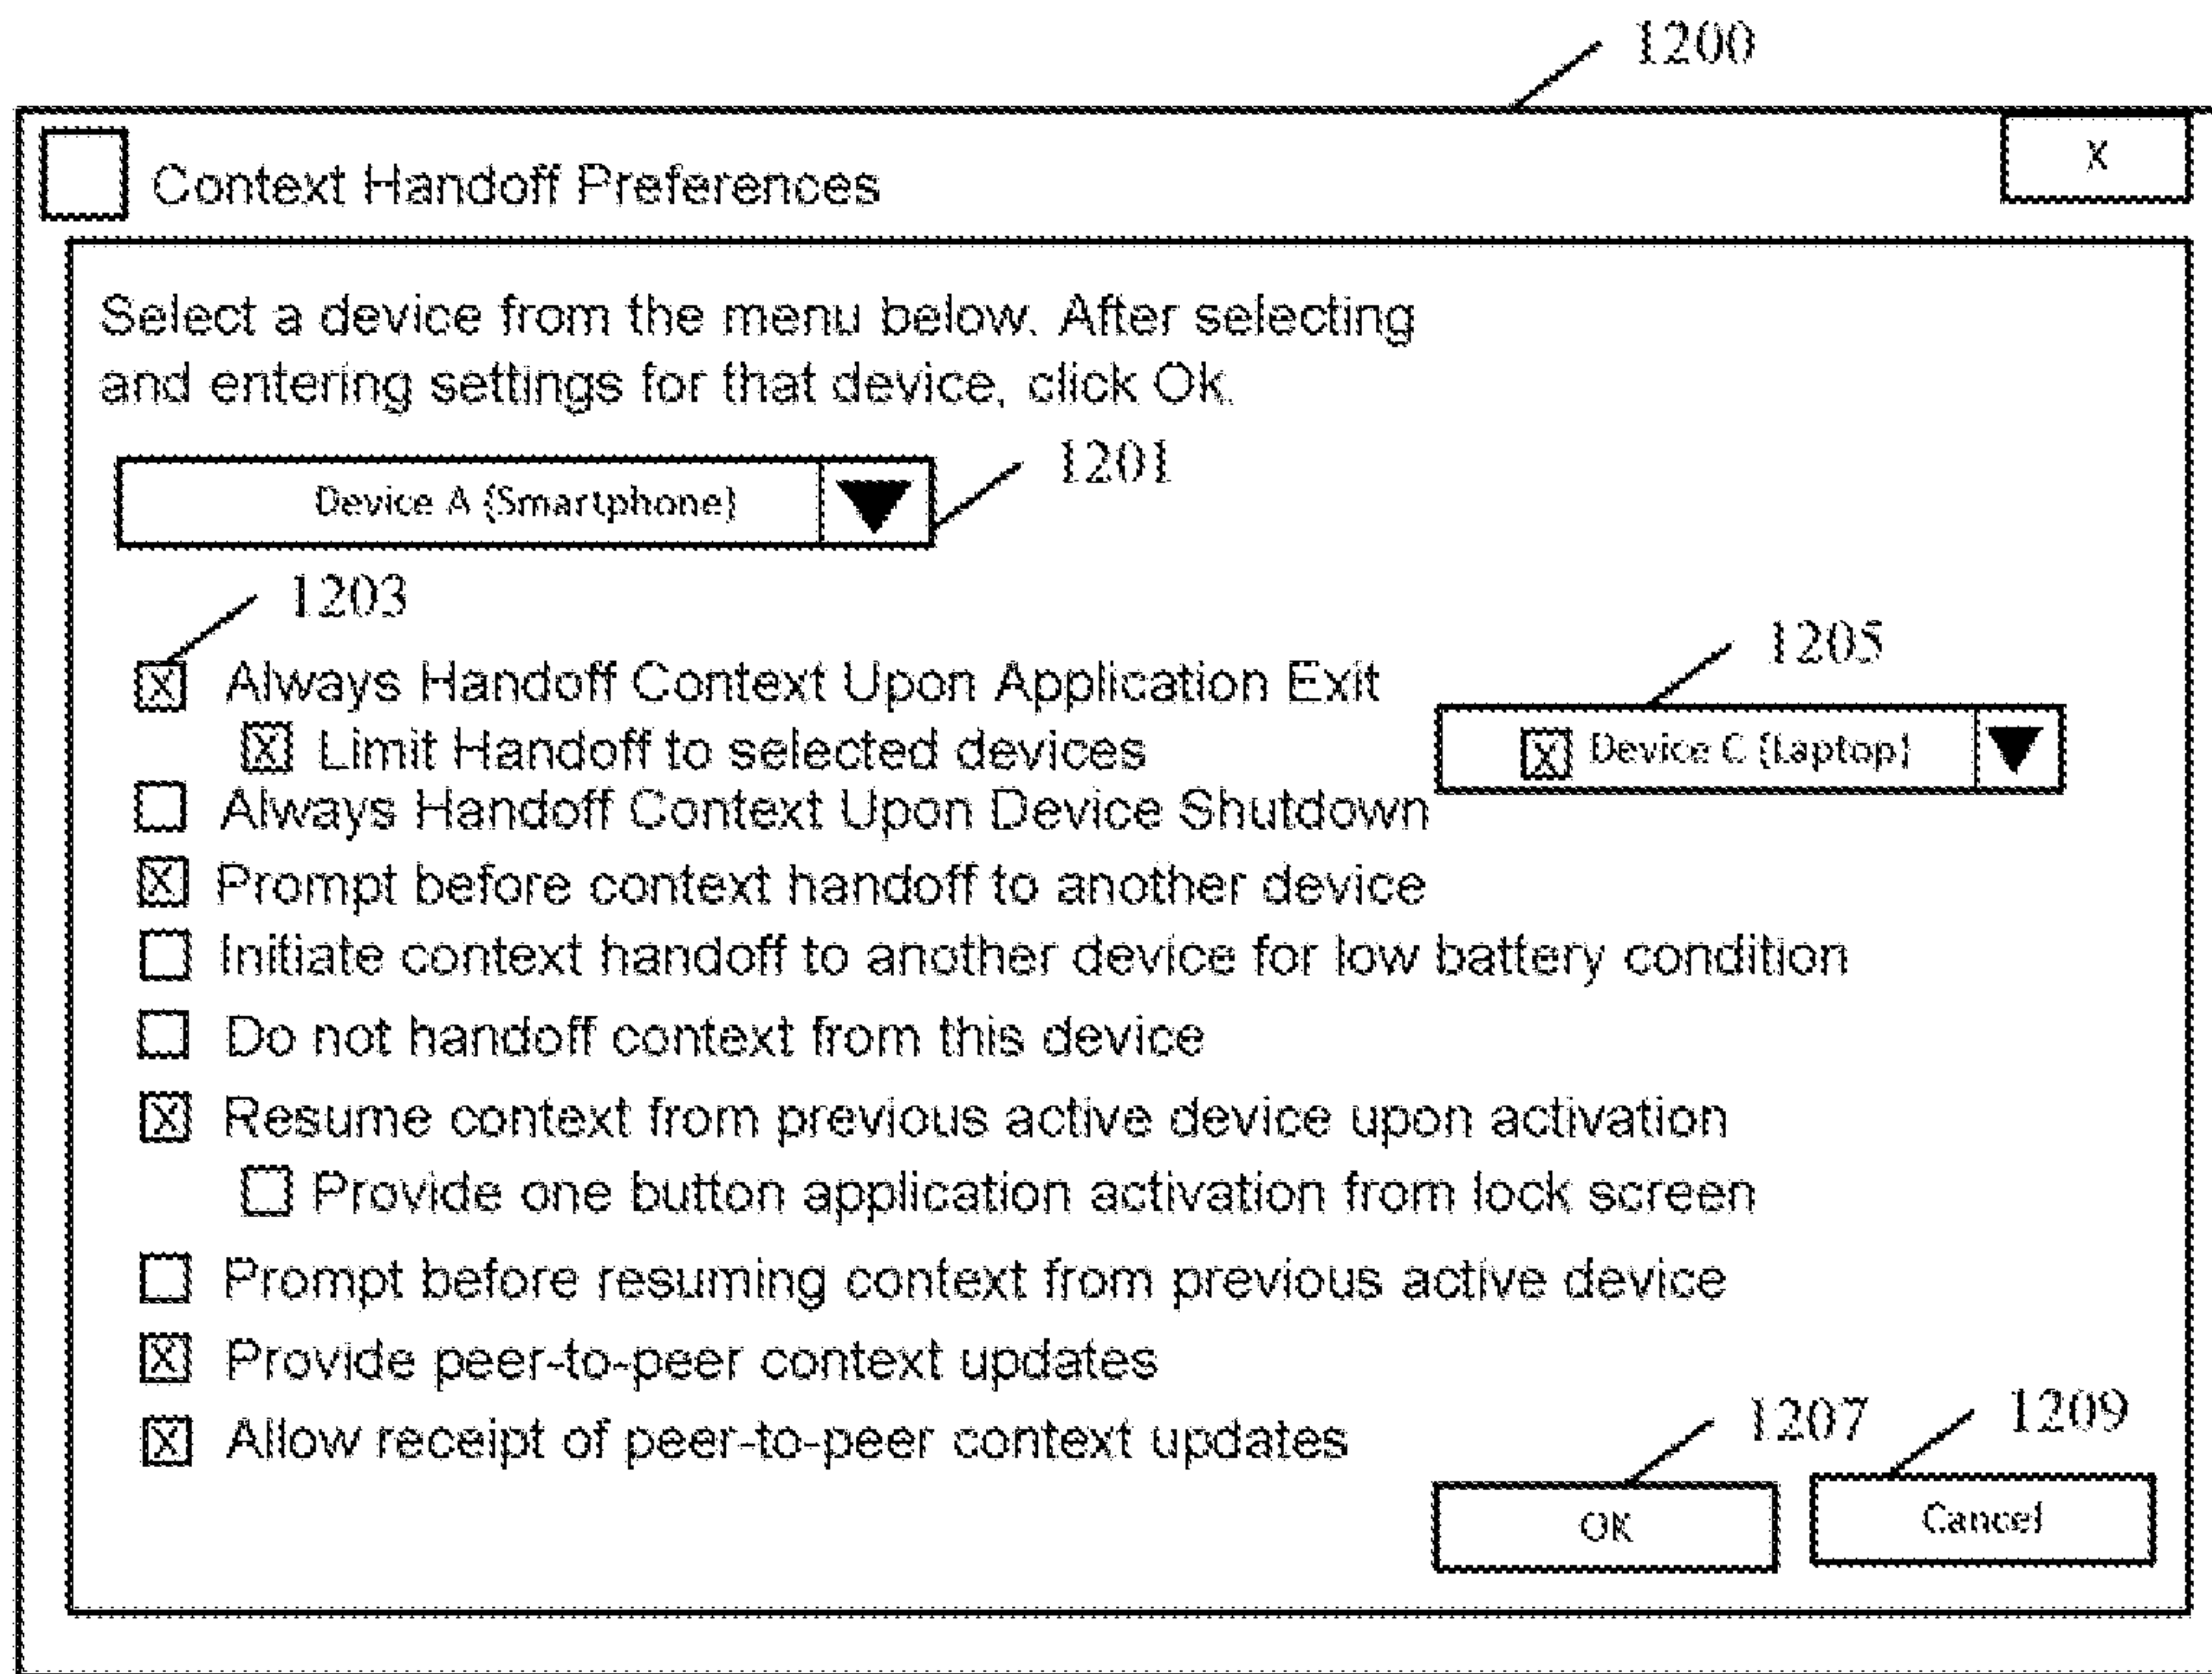 1200
Context Handoff Preferences
X
Select a device from the menu below. After selecting
and entering settings for that device, click Ok.
Device A (Smartphone)
1201
1203
X Always Handoff Context Upon Application Exit
1205
X Limit Handoff to selected devices
X Device C (Laptop)
Always Handoff Context Upon Device Shutdown
X Prompt before context handoff to another device
Initiate context handoff to another device for low battery condition
Do not handoff context from this device
X Resume context from previous active device upon activation
Provide one button application activation from lock screen
Prompt before resuming context from previous active device
X Provide peer-to-peer context updates
X Allow receipt of peer-to-peer context updates
1207
1209
OK
Cancel